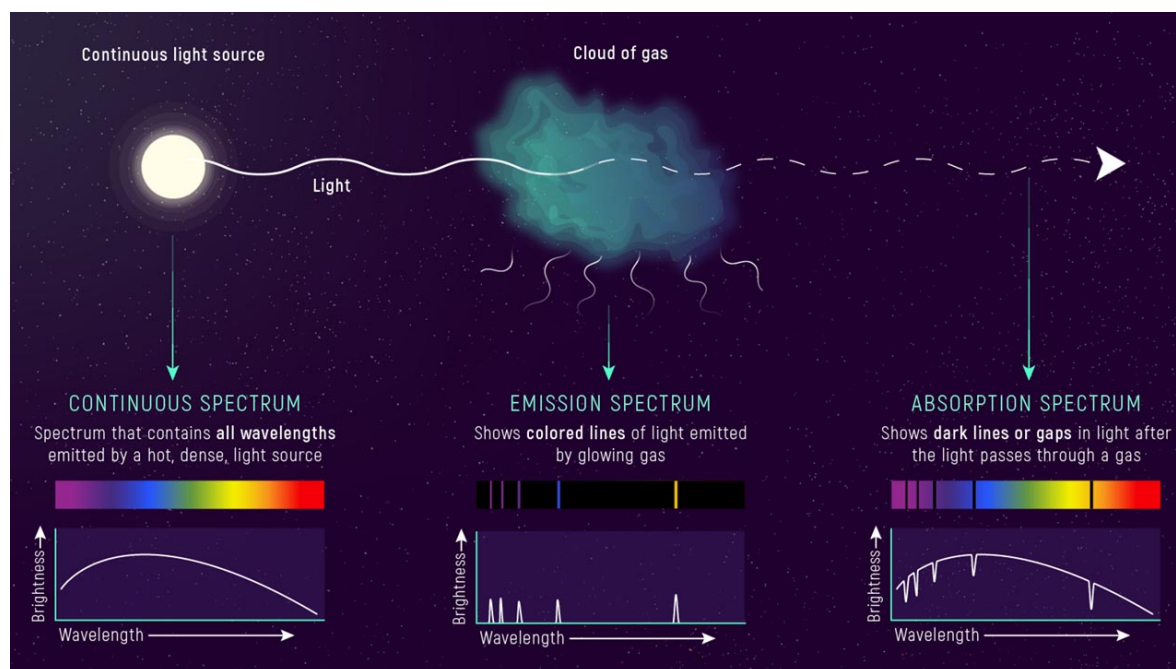 Continuous light source
Cloud of gas
Light
CONTINUOUS SPECTRUM
Spectrum that contains all wavelengths
emitted by a hot, dense, light source
Brightness
Wavelength
EMISSION SPECTRUM
Shows colored lines of light emitted
by glowing gas
Brightness
Wavelength
ABSORPTION SPECTRUM
Shows dark lines or gaps in light after
the light passes through a gas
Brightness
Wavelength